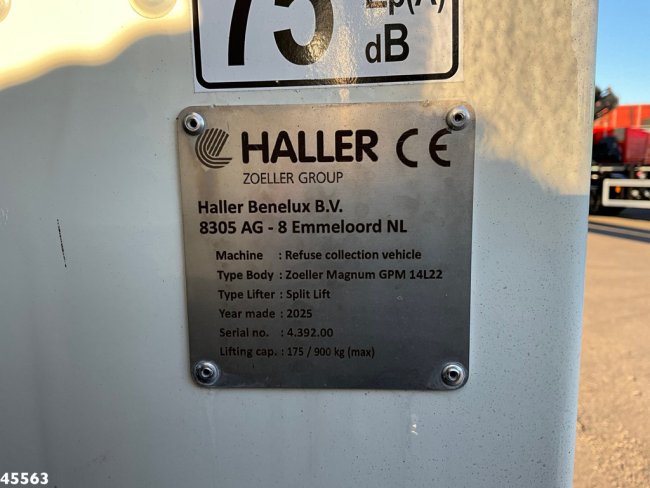 75
dB
HALLER CE
ZOELLER GROUP
Haller Benelux B.V.
8305 AG - 8 Emmeloord NL
Machine : Refuse collection vehicle
Type Body : Zoeller Magnum GPM 14L22
Type Lifter : Split Lift
Year made : 2025
Serial no. : 4.392.00
Lifting cap. : 175 / 900 kg (max)
45563